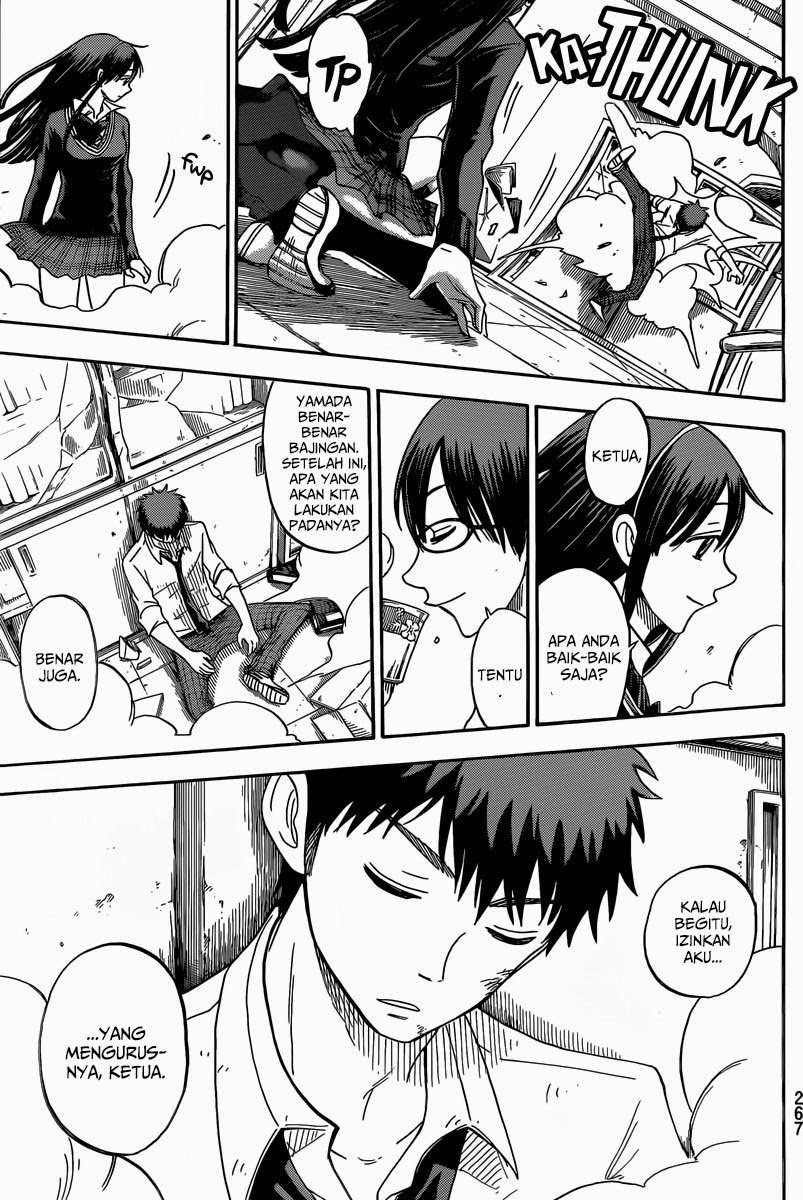 KA-THUNK
TP
FWP
KETUA,
APA ANDA
BAIK-BAIK
SAJA?
TENTU
YAMADA
BENAR-
BENAR
BAJINGAN.
SETELAH INI,
APA YANG
AKAN KITA
LAKUKAN
PADANYA?
BENAR
JUGA.
KALAU
BEGITU,
IZINKAN
AKU...
...YANG
MENGURUS-
NYA, KETUA.
267